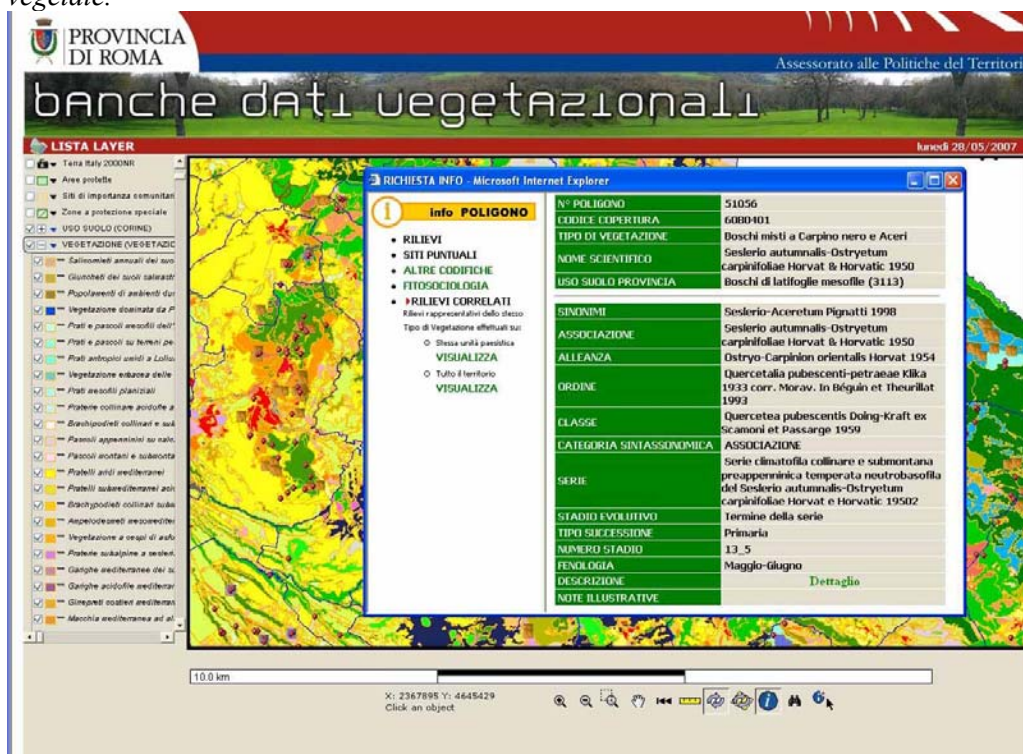 vegetale.
PROVINCIA
DI ROMA
Assessorato alle Politiche del Territori
banche dati vegetazionali
LISTA LAYER
lunedì 28/05/2007
Terra Italy 2000NR
Aree protette
Siti di importanza comunitari
Zone a protezione speciale
USO SUOLO (CORINE)
VEGETAZIONE (VEGETAZIO
Salicornieti annuali dei suo
Giuncheti dei suoli salmastr
Popolamenti di ambienti dun
Vegetazione dominata da P
Prati e pascoli mesofili dell'
Prati e pascoli su terreni pe
Prati antropici umidi a Loliu
Vegetazione erbacea delle
Prati mesofili planiziali
Praterie collinare acidofile a
Brachipodieti collinari e sub
Pascoli appenninici su calc
Pascoli montani e submonta
Pratelli aridi mediterranei
Pratelli submediterranei acid
Brachypodieti collinari subm
Ampelodesmeti mesomediter
Vegetazione a cespi di asfo
Praterie subalpine a sesleri
Garighe mediterranee dei su
Garighe acidofile mediterran
Ginepreti costieri mediterran
Macchia mediterranea ad al
RICHIESTA INFO - Microsoft Internet Explorer
i info POLIGONO
RILIEVI
SITI PUNTUALI
ALTRE CODIFICHE
FITOSOCIOLOGIA
RILIEVI CORRELATI
Rilievi rappresentativi dello stesso
Tipo di Vegetazione effettuati su:
Stessa unità paesistica
VISUALIZZA
Tutto il territorio
VISUALIZZA
N° POLIGONO 51056
CODICE COPERTURA 6080401
TIPO DI VEGETAZIONE Boschi misti a Carpino nero e Aceri
NOME SCIENTIFICO Seslerio autumnalis-Ostryetum
carpinifoliae Horvat & Horvatic 1950
USO SUOLO PROVINCIA Boschi di latifoglie mesofile (3113)
SINONIMI Seslerio-Aceretum Pignatti 1998
ASSOCIAZIONE Seslerio autumnalis-Ostryetum
carpinifoliae Horvat & Horvatic 1950
ALLEANZA Ostryo-Carpinion orientalis Horvat 1954
ORDINE Quercetalia pubescenti-petraeae Klika
1933 corr. Morav. In Béguin et Theurillat
1993
CLASSE Quercetea pubescentis Doing-Kraft ex
Scamoni et Passarge 1959
CATEGORIA SINTASSONOMICA ASSOCIAZIONE
SERIE Serie climatofila collinare e submontana
preappenninica temperata neutrobasofila
del Seslerio autumnalis-Ostryetum
carpinifoliae Horvat e Horvatic 19502
STADIO EVOLUTIVO Termine della serie
TIPO SUCCESSIONE Primaria
NUMERO STADIO 13_5
FENOLOGIA Maggio-Giugno
DESCRIZIONE Dettaglio
NOTE ILLUSTRATIVE
10.0 km
X: 2367895 Y: 4645429
Click an object